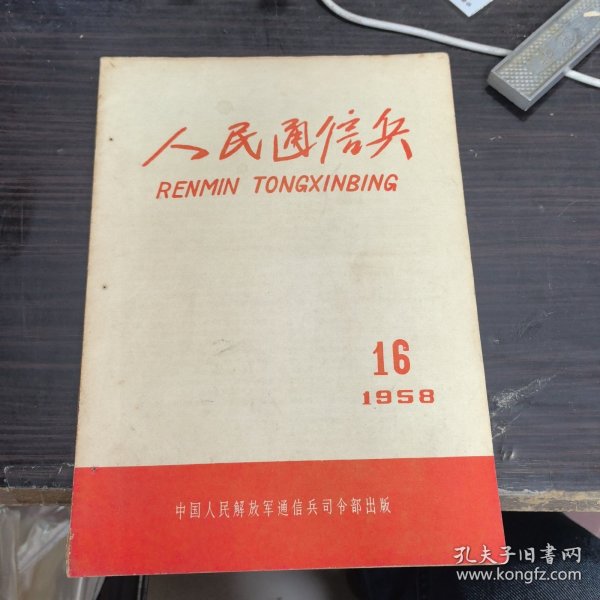 人民通信兵
RENMIN TONGXINBING
16
1958
中国人民解放军通信兵司令部出版
孔夫子旧书网
www.kongfz.com